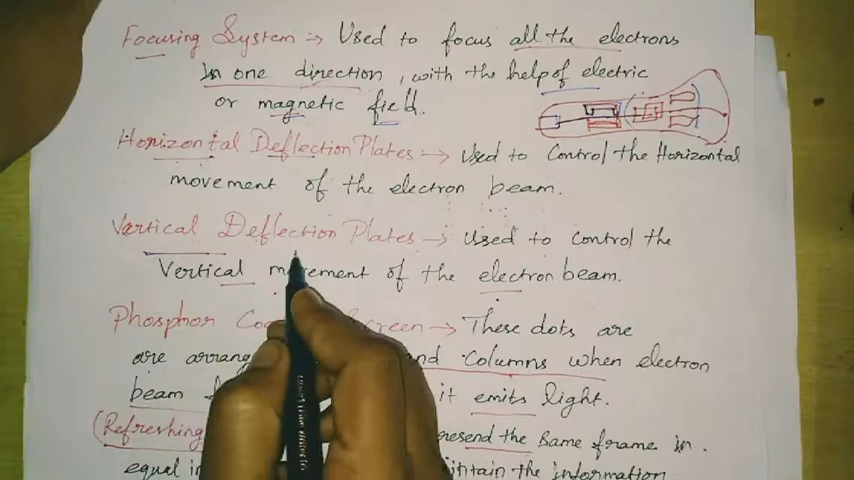 Focusing System :-> Used to focus all the electrons
in one direction, with the help of electric
or magnetic field.
Horizontal Deflection Plates -> used to control the Horizontal
movement of the electron beam.
Vertical Deflection Plates -> used to control the
Vertical movement of the electron beam.
Phosphor Screen -> These dots are
are columns when electron
beam it emits light.
(Refreshing the same frame in
equal the information